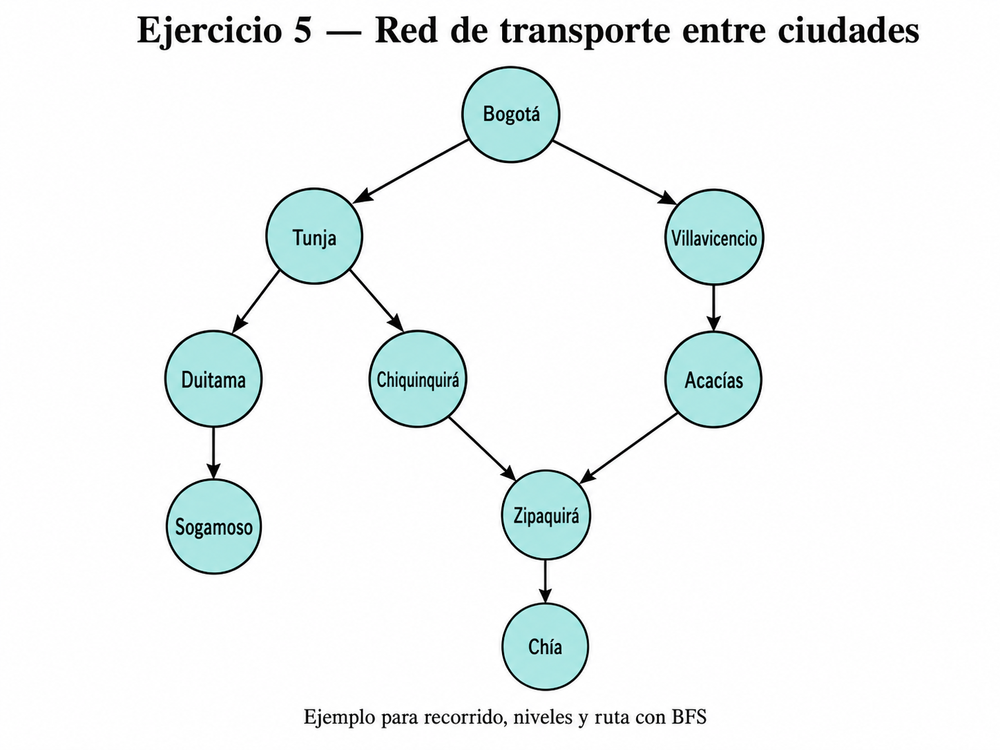 Ejercicio 5 — Red de transporte entre ciudades
Bogotá
Tunja
Villavicencio
Duitama
Chiquinquirá
Acacías
Sogamoso
Zipaquirá
Chía
Ejemplo para recorrido, niveles y ruta con BFS